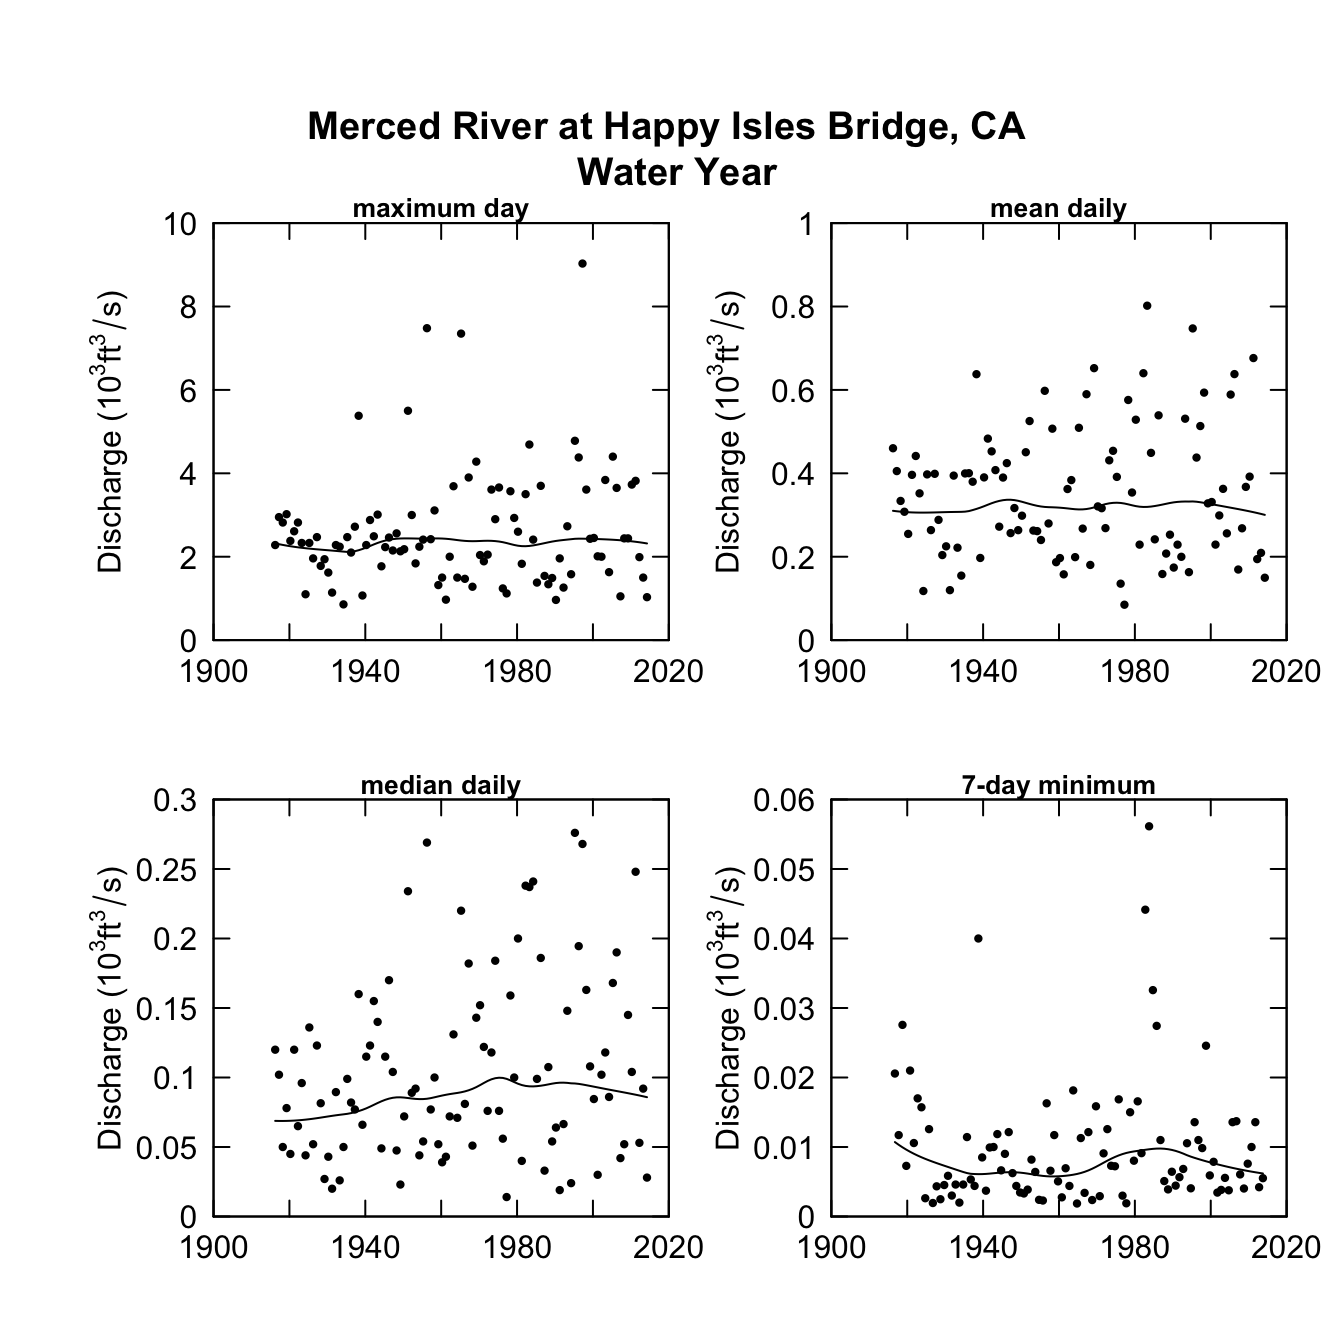 Merced River at Happy Isles Bridge, CA
Water Year
maximum day
10
8
6
4
2
0
Discharge (10³ft³/s)
1900 1940 1980 2020
mean daily
1
0.8
0.6
0.4
0.2
0
Discharge (10³ft³/s)
1900 1940 1980 2020
median daily
0.3
0.25
0.2
0.15
0.1
0.05
0
Discharge (10³ft³/s)
1900 1940 1980 2020
7-day minimum
0.06
0.05
0.04
0.03
0.02
0.01
0
Discharge (10³ft³/s)
1900 1940 1980 2020